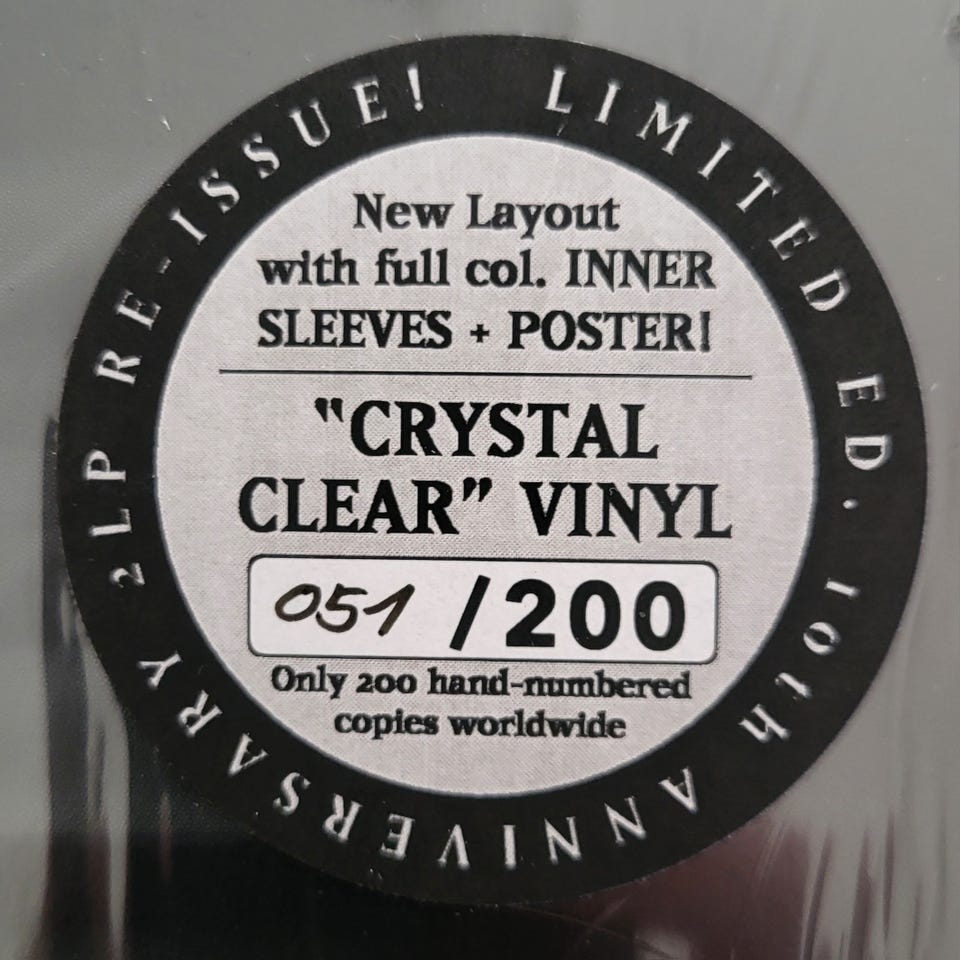 LIMITED ED. 10th ANNIVERSARY 2LP RE-ISSUE!
New Layout
with full col. INNER
SLEEVES + POSTER!
"CRYSTAL
CLEAR" VINYL
051 /200
Only 200 hand-numbered
copies worldwide